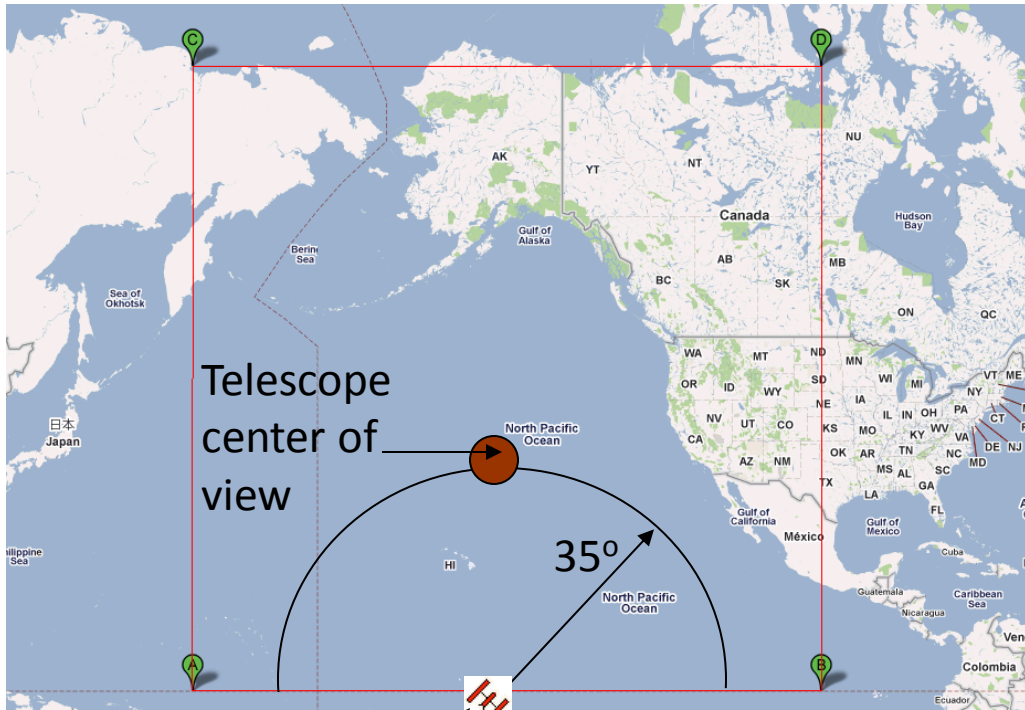 C
D
NU
AK
YT
NT
Canada
Hudson
Bay
Gulf of
Alaska
Bering
Sea
AB
MB
BC
SK
Sea of
Okhotsk
ON
QC
WA
MT
ND
MN
VT
ME
OR
ID
WY
SD
WI
MI
NY
Telescope
center of
view
NE
IA
IL
IN
OH
PA
CT
NV
UT
CO
KS
MO
KY
WV
VA
DE
NJ
MD
CA
日本
Japan
North Pacific
Ocean
AZ
NM
OK
AR
TN
NC
MS
AL
SC
GA
TX
LA
FL
Gulf of
California
Gulf of
Mexico
México
35º
HI
Cuba
hilippine
Sea
North Pacific
Ocean
Guatemala
Caribbean
Sea
Nicaragua
Ven
A
B
Colombia
Ecuador